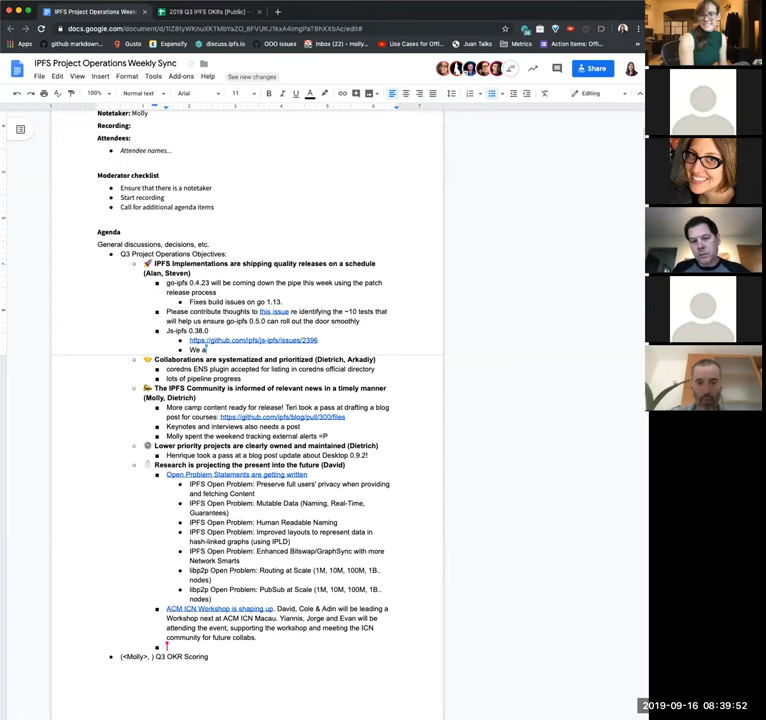 IPFS Project Operations Week
2019 Q3 IPFS OKRs [Public]
Apps
github markdown...
Gusto
Expensify
discuss.ipfs.io
OOO issues
Inbox (22) - molly...
Use Cases for Offi...
Juan Talks
Metrics
Action Items: Offi...
IPFS Project Operations Weekly Sync
File Edit View Insert Format Tools Add-ons Help
See new changes
Share
100%
Normal text
Arial
11
Editing
Notetaker: Molly
Recording:
Attendees:
Attendee names...
Moderator checklist
Ensure that there is a notetaker
Start recording
Call for additional agenda items
Agenda
General discussions, decisions, etc.
Q3 Project Operations Objectives:
🚀 IPFS Implementations are shipping quality releases on a schedule
(Alan, Steven)
go-ipfs 0.4.23 will be coming down the pipe this week using the patch
release process
Fixes build issues on go 1.13.
Please contribute thoughts to this issue re identifying the ~10 tests that
will help us ensure go-ipfs 0.5.0 can roll out the door smoothly
Js-ipfs 0.38.0
https://github.com/ipfs/js-ipfs/issues/2396
We a
🤝 Collaborations are systematized and prioritized (Dietrich, Arkadiy)
coredns ENS plugin accepted for listing in coredns official directory
lots of pipeline progress
The IPFS Community is informed of relevant news in a timely manner
(Molly, Dietrich)
More camp content ready for release! Teri took a pass at drafting a blog
post for courses: https://github.com/ipfs/blog/pull/300/files
Keynotes and interviews also needs a post
Molly spent the weekend tracking external alerts =P
Lower priority projects are clearly owned and maintained (Dietrich)
Henrique took a pass at a blog post update about Desktop 0.9.2!
Research is projecting the present into the future (David)
Open Problem Statements are getting written
IPFS Open Problem: Preserve full users' privacy when providing
and fetching Content
IPFS Open Problem: Mutable Data (Naming, Real-Time,
Guarantees)
IPFS Open Problem: Human Readable Naming
IPFS Open Problem: Improved layouts to represent data in
hash-linked graphs (using IPLD)
IPFS Open Problem: Enhanced Bitswap/GraphSync with more
Network Smarts
libp2p Open Problem: Routing at Scale (1M, 10M, 100M, 1B..
nodes)
libp2p Open Problem: PubSub at Scale (1M, 10M, 100M, 1B..
nodes)
ACM ICN Workshop is shaping up. David, Cole & Adin will be leading a
Workshop next at ACM ICN Macau. Yiannis, Jorge and Evan will be
attending the event, supporting the workshop and meeting the ICN
community for future collabs.
(<Molly>, ) Q3 OKR Scoring
2019-09-16 08:39:52